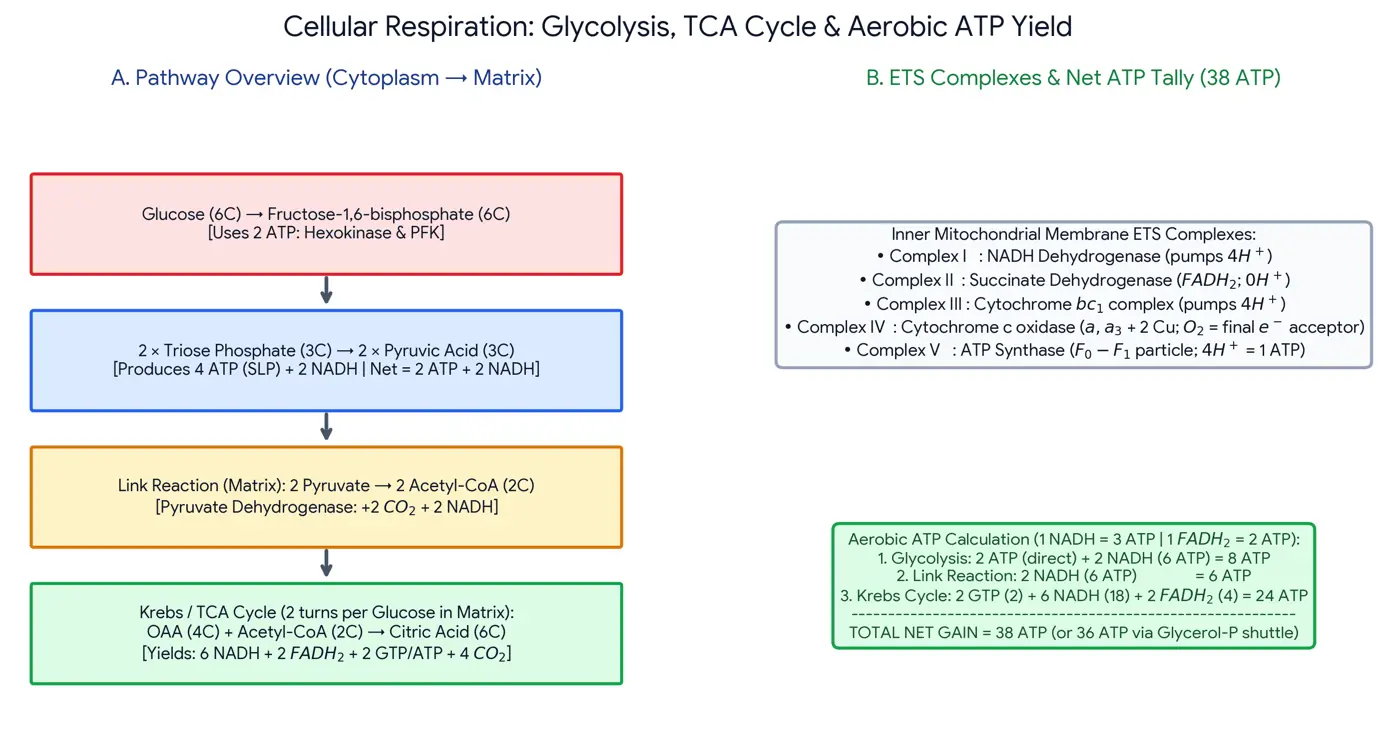 Cellular Respiration: Glycolysis, TCA Cycle & Aerobic ATP Yield
A. Pathway Overview (Cytoplasm → Matrix)
Glucose (6C) → Fructose-1,6-bisphosphate (6C)
[Uses 2 ATP: Hexokinase & PFK]
2 × Triose Phosphate (3C) → 2 × Pyruvic Acid (3C)
[Produces 4 ATP (SLP) + 2 NADH | Net = 2 ATP + 2 NADH]
Link Reaction (Matrix): 2 Pyruvate → 2 Acetyl-CoA (2C)
[Pyruvate Dehydrogenase: +2 CO₂ + 2 NADH]
Krebs / TCA Cycle (2 turns per Glucose in Matrix):
OAA (4C) + Acetyl-CoA (2C) → Citric Acid (6C)
[Yields: 6 NADH + 2 FADH₂ + 2 GTP/ATP + 4 CO₂]
B. ETS Complexes & Net ATP Tally (38 ATP)
Inner Mitochondrial Membrane ETS Complexes:
• Complex I : NADH Dehydrogenase (pumps 4H⁺)
• Complex II : Succinate Dehydrogenase (FADH₂; 0H⁺)
• Complex III : Cytochrome bc₁ complex (pumps 4H⁺)
• Complex IV : Cytochrome c oxidase (a, a₃ + 2 Cu; O₂ = final e⁻ acceptor)
• Complex V : ATP Synthase (F₀ − F₁ particle; 4H⁺ = 1 ATP)
Aerobic ATP Calculation (1 NADH = 3 ATP | 1 FADH₂ = 2 ATP):
1. Glycolysis: 2 ATP (direct) + 2 NADH (6 ATP) = 8 ATP
2. Link Reaction: 2 NADH (6 ATP) = 6 ATP
3. Krebs Cycle: 2 GTP (2) + 6 NADH (18) + 2 FADH₂ (4) = 24 ATP
--------------------------------------------------------------
TOTAL NET GAIN = 38 ATP (or 36 ATP via Glycerol-P shuttle)